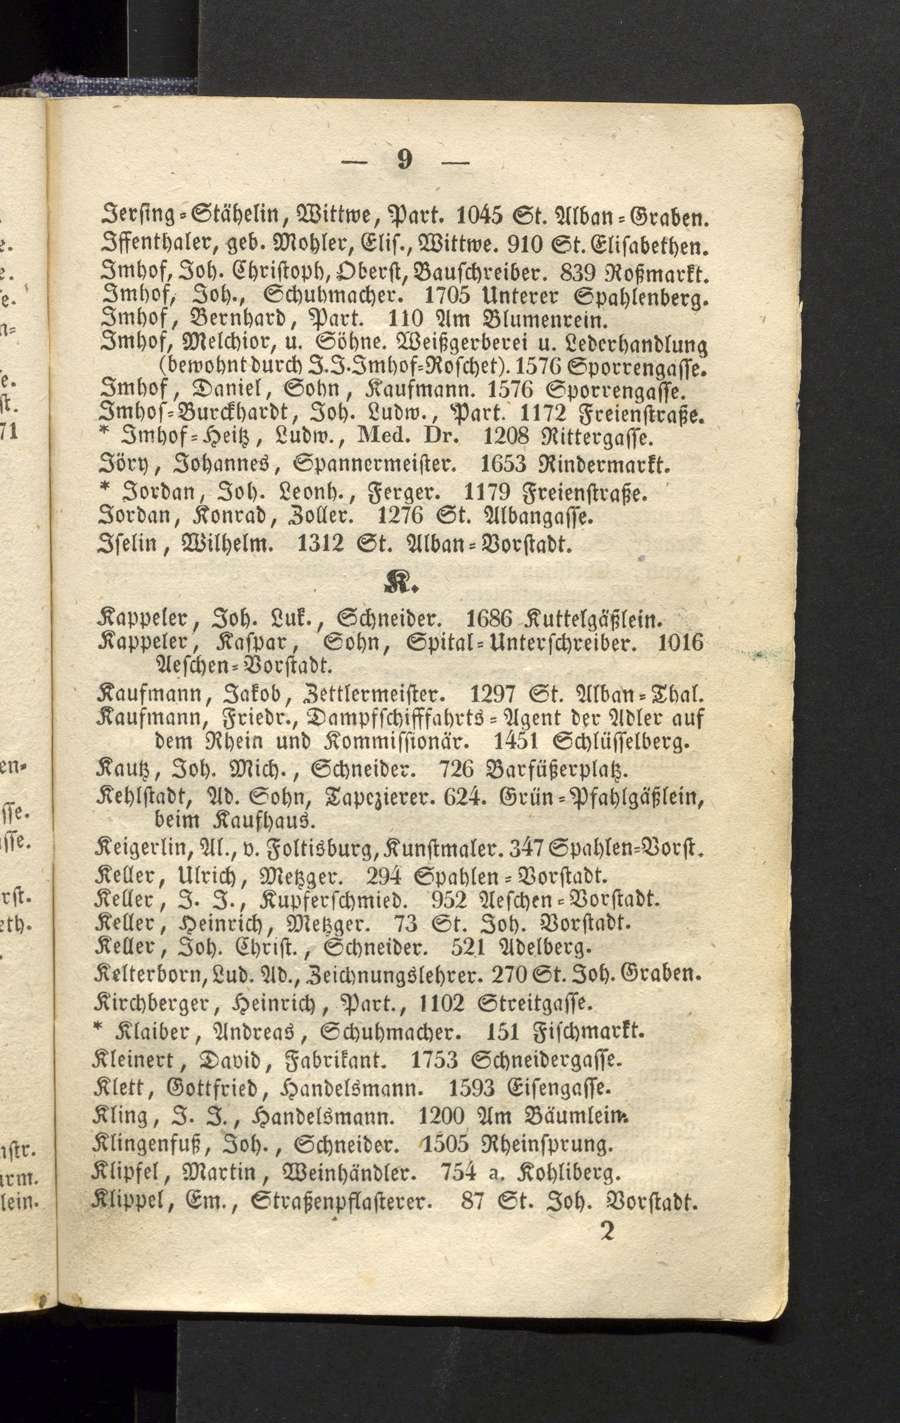 — 9 —
Jersing-Stähelin, Wittwe, Part. 1045 St. Alban-Graben.
Iffenthaler, geb. Mohler, Elis., Wittwe. 910 St. Elisabethen.
Imhof, Joh. Christoph, Oberst, Bauschreiber. 839 Roßmarkt.
Imhof, Joh., Schuhmacher. 1705 Unterer Spahlenberg.
Imhof, Bernhard, Part. 110 Am Blumenrein.
Imhof, Melchior, u. Söhne. Weißgerberei u. Lederhandlung
(bewohnt durch J.J.Imhof-Roschet). 1576 Sporrengasse.
Imhof, Daniel, Sohn, Kaufmann. 1576 Sporrengasse.
Imhof-Burckhardt, Joh. Ludw., Part. 1172 Freienstraße.
* Imhof-Heitz, Ludw., Med. Dr. 1208 Rittergasse.
Jöry, Johannes, Spannermeister. 1653 Rindermarkt.
* Jordan, Joh. Leonh., Ferger. 1179 Freienstraße.
Jordan, Konrad, Zoller. 1276 St. Albangasse.
Iselin, Wilhelm. 1312 St. Alban-Vorstadt.
K.
Kappeler, Joh. Luk., Schneider. 1686 Kuttelgäßlein.
Kappeler, Kaspar, Sohn, Spital-Unterschreiber. 1016
Aeschen-Vorstadt.
Kaufmann, Jakob, Zettlermeister. 1297 St. Alban-Thal.
Kaufmann, Friedr., Dampfschifffahrts-Agent der Adler auf
dem Rhein und Kommissionär. 1451 Schlüsselberg.
Kautz, Joh. Mich., Schneider. 726 Barfüßerplatz.
Kehlstadt, Ad. Sohn, Tapezierer. 624. Grün-Pfahlgäßlein,
beim Kaufhaus.
Keigerlin, Al., v. Foltisburg, Kunstmaler. 347 Spahlen-Vorst.
Keller, Ulrich, Metzger. 294 Spahlen-Vorstadt.
Keller, J. J., Kupferschmied. 952 Aeschen-Vorstadt.
Keller, Heinrich, Metzger. 73 St. Joh. Vorstadt.
Keller, Joh. Christ., Schneider. 521 Adelberg.
Kelterborn, Lud. Ad., Zeichnungslehrer. 270 St. Joh. Graben.
Kirchberger, Heinrich, Part., 1102 Streitgasse.
* Klaiber, Andreas, Schuhmacher. 151 Fischmarkt.
Kleinert, David, Fabrikant. 1753 Schneidergasse.
Klett, Gottfried, Handelsmann. 1593 Eisengasse.
Kling, J. J., Handelsmann. 1200 Am Bäumlein.
Klingenfuß, Joh., Schneider. 1505 Rheinsprung.
Klipfel, Martin, Weinhändler. 754 a. Kohliberg.
Klippel, Em., Straßenpflasterer. 87 St. Joh. Vorstadt.
2